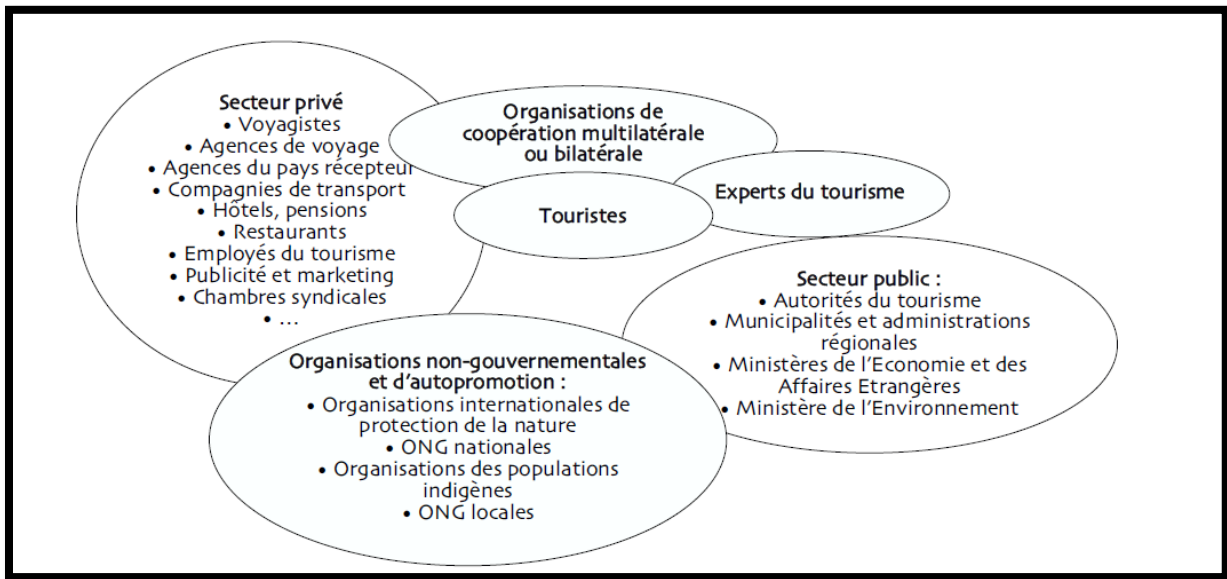 Secteur privé
• Voyagistes
• Agences de voyage
• Agences du pays récepteur
• Compagnies de transport
• Hôtels, pensions
• Restaurants
• Employés du tourisme
• Publicité et marketing
• Chambres syndicales
• ...
Organisations de
coopération multilatérale
ou bilatérale
Experts du tourisme
Touristes
Secteur public :
• Autorités du tourisme
• Municipalités et administrations
régionales
• Ministères de l'Economie et des
Affaires Etrangères
• Ministère de l'Environnement
Organisations non-gouvernementales
et d'autopromotion :
• Organisations internationales de
protection de la nature
• ONG nationales
• Organisations des populations
indigènes
• ONG locales